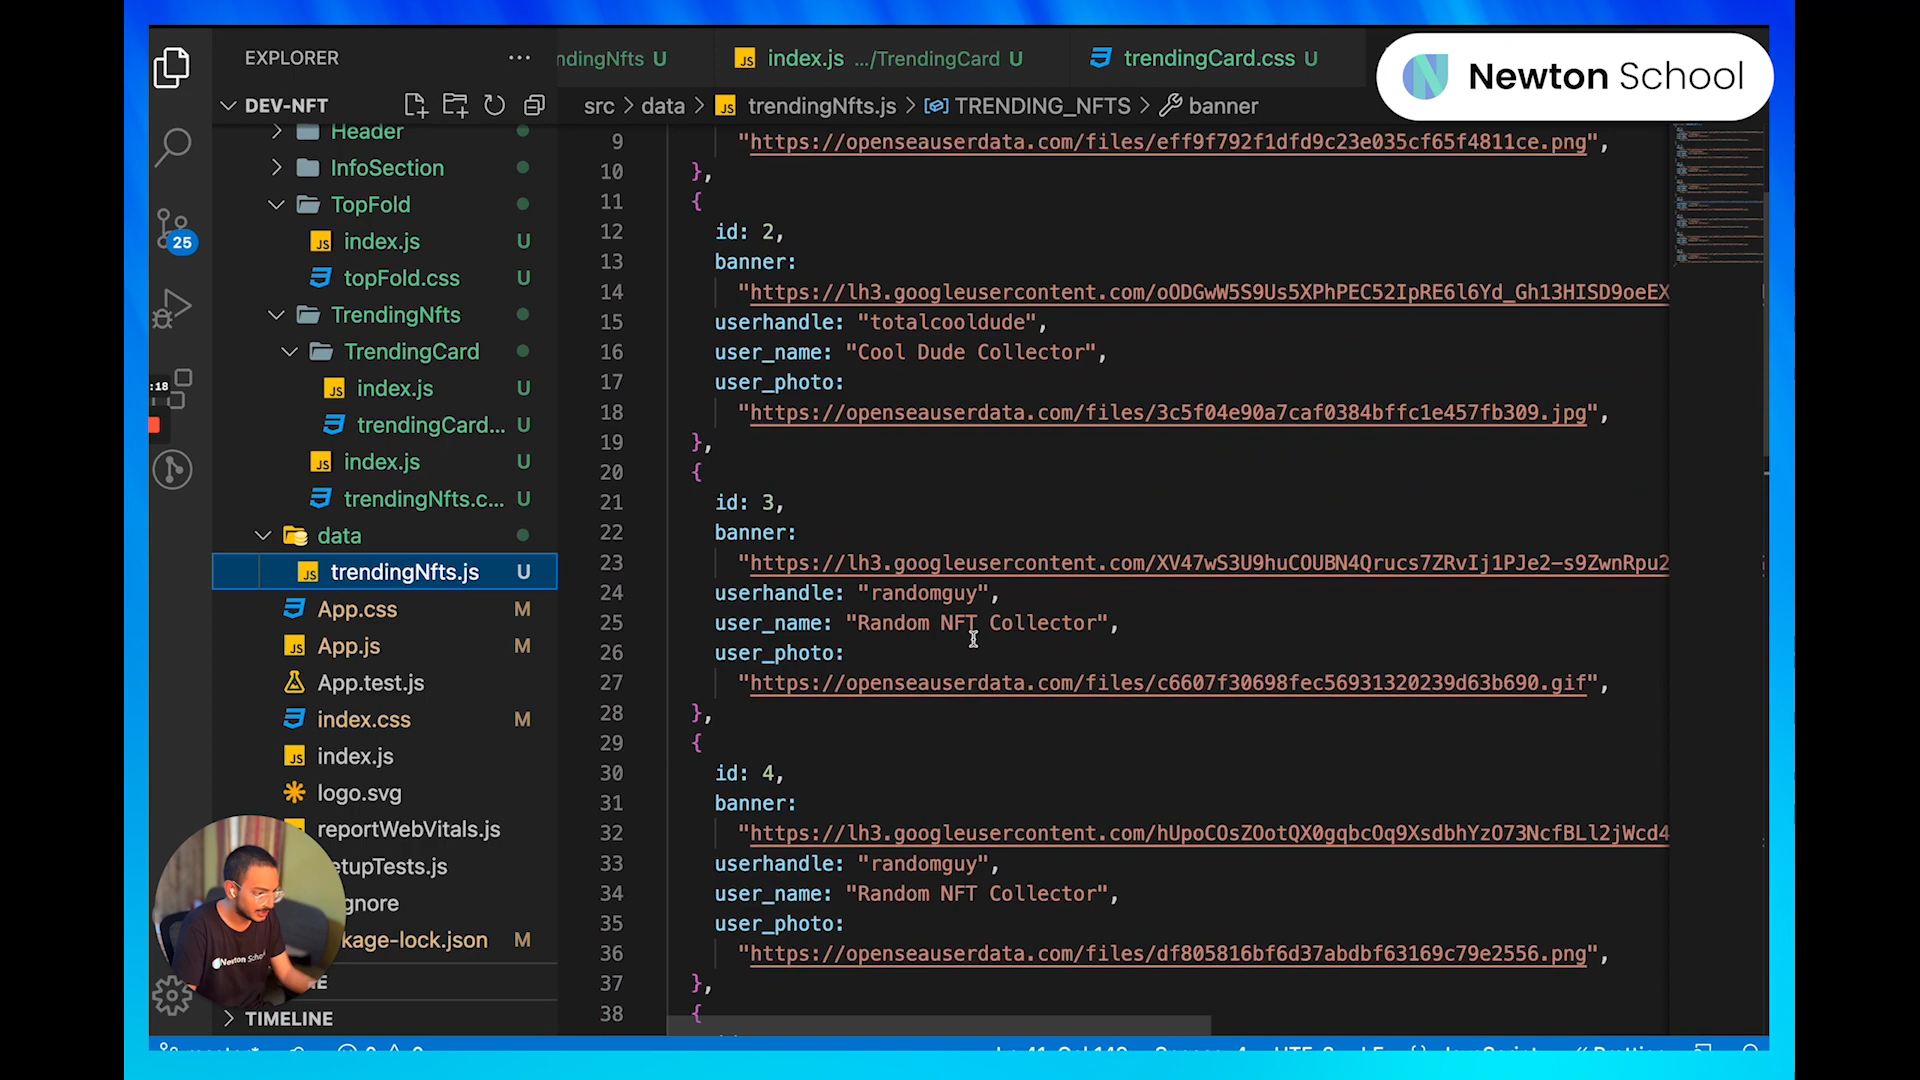 EXPLORER
DEV-NFT
Header
InfoSection
TopFold
index.js U
topFold.css U
TrendingNfts
TrendingCard
index.js U
trendingCard... U
index.js U
trendingNfts.c... U
data
trendingNfts.js U
App.css M
App.js M
App.test.js
index.css M
index.js
logo.svg
reportWebVitals.js
etupTests.js
gnore
kage-lock.json M
TIMELINE
25
:18
ndingNfts U
index.js .../TrendingCard U
trendingCard.css U
Newton School
src > data > trendingNfts.js > TRENDING_NFTS > banner
9 "https://openseauserdata.com/files/eff9f792f1dfd9c23e035cf65f4811ce.png",
10 },
11 {
12 id: 2,
13 banner:
14 "https://lh3.googleusercontent.com/oODGwW5S9Us5XPhPEC52IpRE6l6Yd_Gh13HISD9oeEX
15 userhandle: "totalcooldude",
16 user_name: "Cool Dude Collector",
17 user_photo:
18 "https://openseauserdata.com/files/3c5f04e90a7caf0384bffc1e457fb309.jpg",
19 },
20 {
21 id: 3,
22 banner:
23 "https://lh3.googleusercontent.com/XV47wS3U9huCOUBN4Qrucs7ZRvIj1PJe2-s9ZwnRpu2
24 userhandle: "randomguy",
25 user_name: "Random NFT Collector",
26 user_photo:
27 "https://openseauserdata.com/files/c6607f30698fec56931320239d63b690.gif",
28 },
29 {
30 id: 4,
31 banner:
32 "https://lh3.googleusercontent.com/hUpoCOsZOotQX0gqbcOq9XsdbhYzO73NcfBLl2jWcd4
33 userhandle: "randomguy",
34 user_name: "Random NFT Collector",
35 user_photo:
36 "https://openseauserdata.com/files/df805816bf6d37abdbf63169c79e2556.png",
37 },
38 {
Newton School